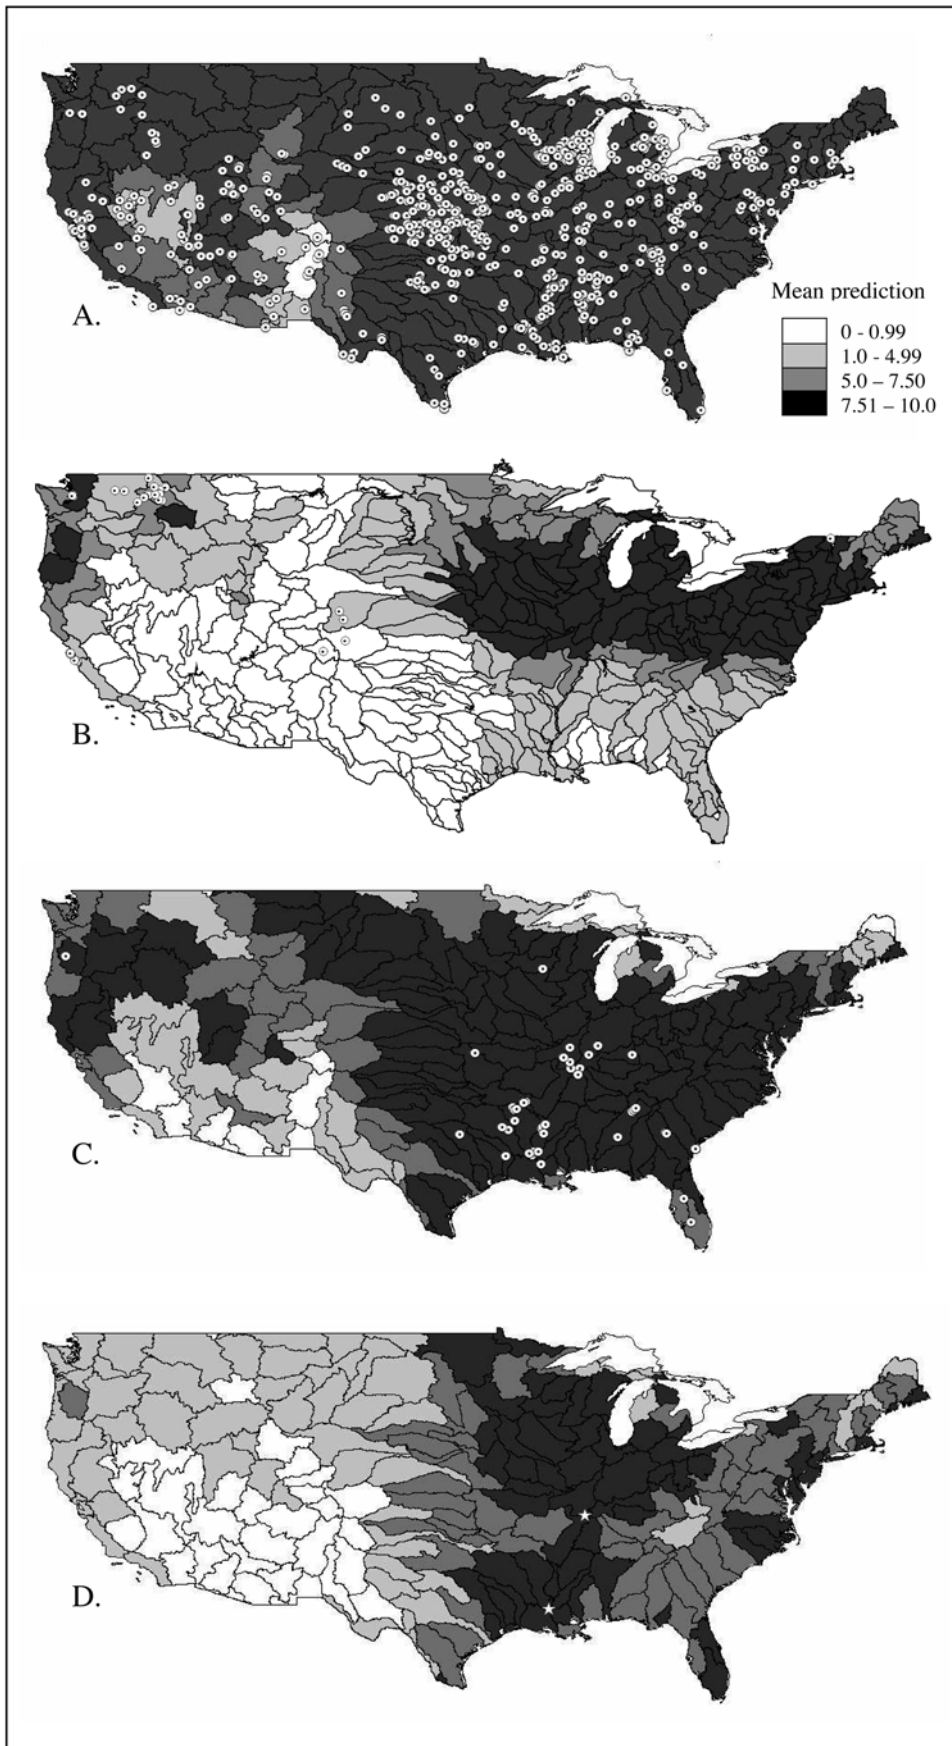 A.
Mean prediction
0 - 0.99
1.0 - 4.99
5.0 – 7.50
7.51 – 10.0
B.
C.
D.